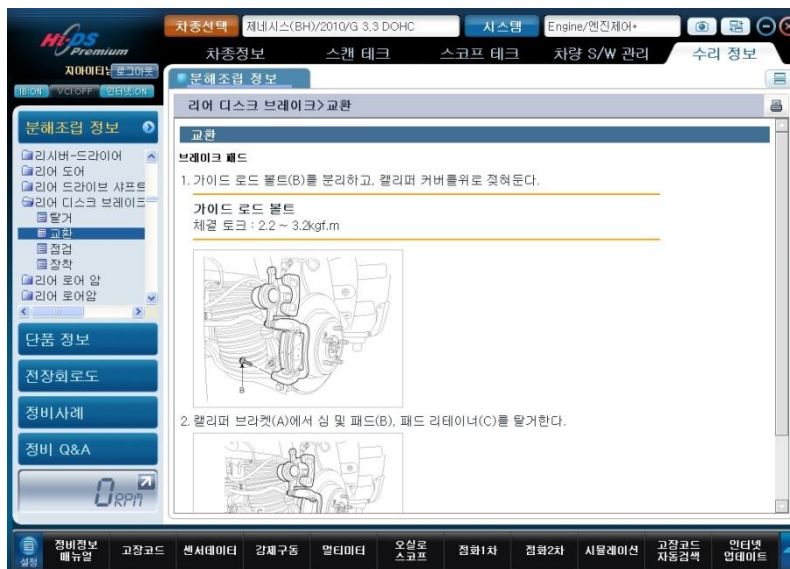 Hi-DS
Premium
차종선택 제네시스(BH)/2010/G 3.3 DOHC 시스템 Engine/엔진제어+
차종정보 스캔 테크 스코프 테크 차량 S/W 관리 수리 정보
로그아웃
IB:ON VCI:OFF 인터넷:ON
분해조립 정보
리시버-드라이어
리어 도어
리어 드라이브 샤프트
리어 디스크 브레이크
탈거
교환
점검
장착
리어 로어 암
리어 로어암
단품 정보
전장회로도
정비사례
정비 Q&A
0 RPM
분해조립 정보
리어 디스크 브레이크>교환
교환
브레이크 패드
1. 가이드 로드 볼트(B)를 분리하고, 캘리퍼 커버를위로 젖혀둔다.
가이드 로드 볼트
체결 토크 : 2.2 ~ 3.2kgf.m
B
2. 캘리퍼 브라켓(A)에서 심 및 패드(B), 패드 리테이너(C)를 탈거한다.
설정
정비정보
매뉴얼
고장코드
센서데이터
강제구동
멀티미터
오실로
스코프
점화1차
점화2차
시뮬레이션
고장코드
자동검색
인터넷
업데이트